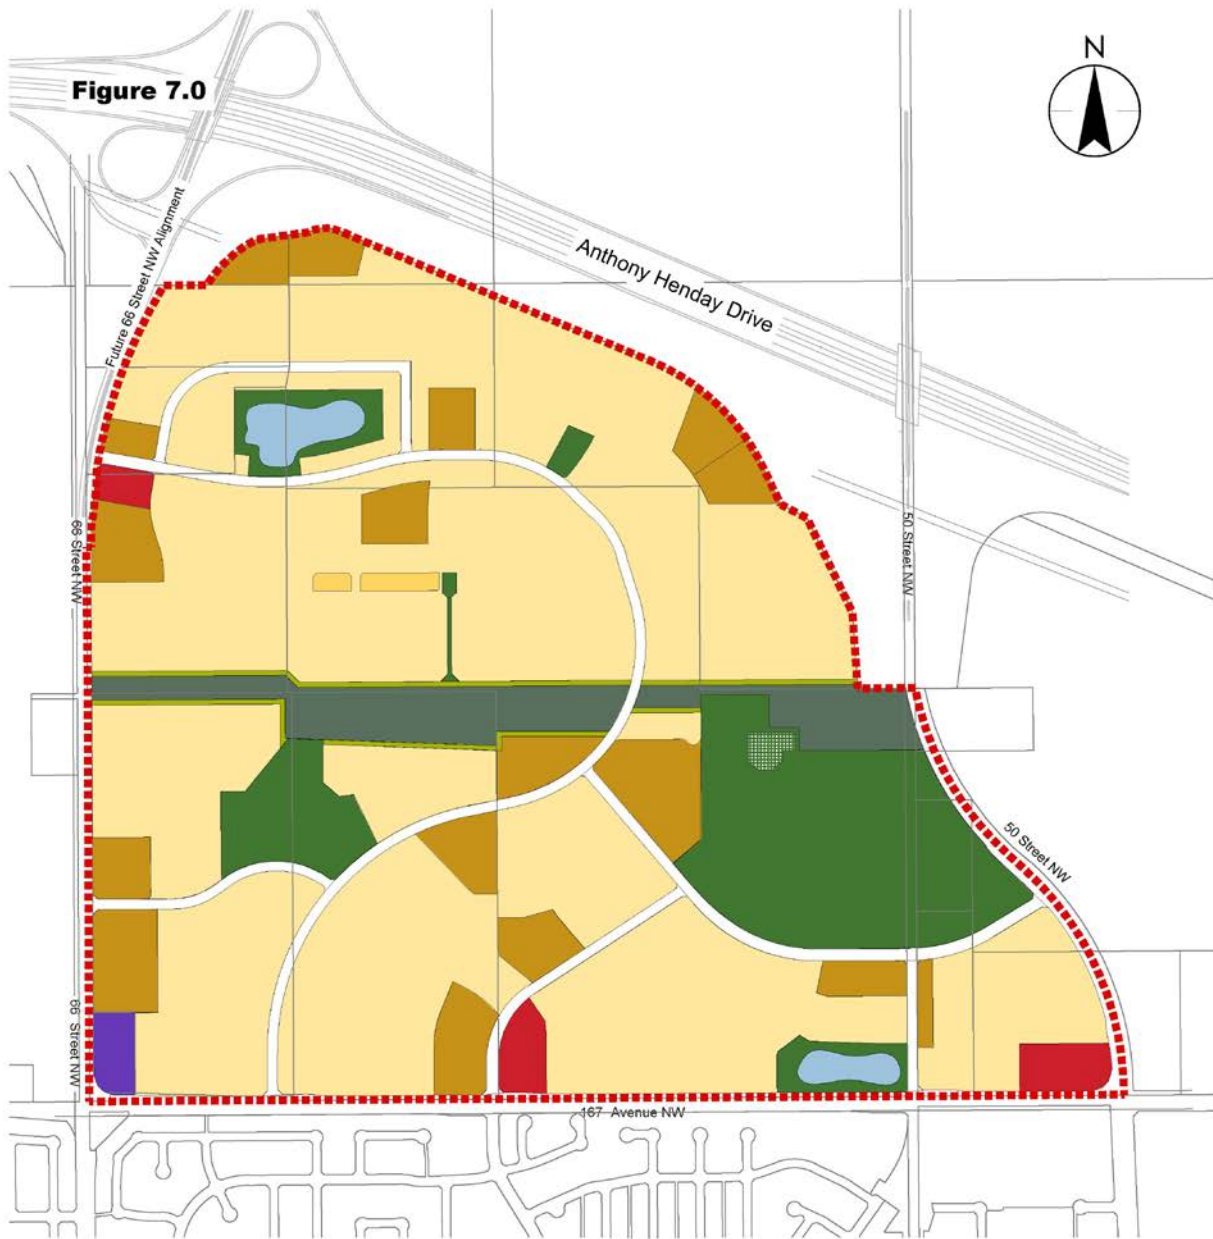 N
Figure 7.0
Anthony Henday Drive
Future 66 Street NW Alignment
66 Street NW
50 Street NW
50 Street NW
66 Street NW
167 Avenue NW